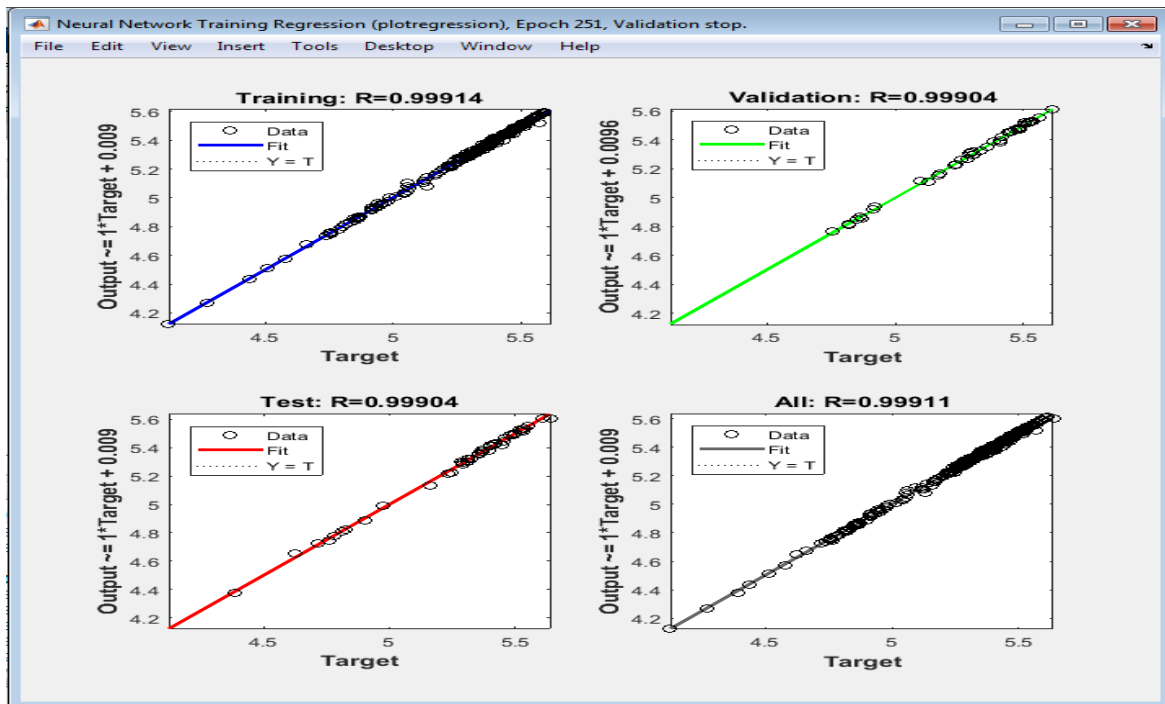 Neural Network Training Regression (plotregression), Epoch 251, Validation stop.
File Edit View Insert Tools Desktop Window Help
Training: R=0.99914
Output ~= 1*Target + 0.009
5.6
5.4
5.2
5
4.8
4.6
4.4
4.2
Data
Fit
Y = T
4.5 5 5.5
Target
Validation: R=0.99904
Output ~= 1*Target + 0.0096
5.6
5.4
5.2
5
4.8
4.6
4.4
4.2
Data
Fit
Y = T
4.5 5 5.5
Target
Test: R=0.99904
Output ~= 1*Target + 0.009
5.6
5.4
5.2
5
4.8
4.6
4.4
4.2
Data
Fit
Y = T
4.5 5 5.5
Target
All: R=0.99911
Output ~= 1*Target + 0.009
5.6
5.4
5.2
5
4.8
4.6
4.4
4.2
Data
Fit
Y = T
4.5 5 5.5
Target